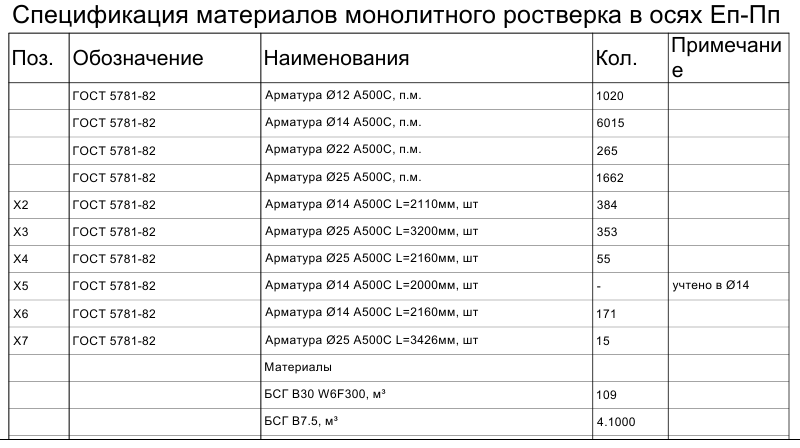 Спецификация материалов монолитного ростверка в осях Еп-Пп
Поз. Обозначение Наименования Кол. Примечани
е
ГОСТ 5781-82 Арматура Ø12 А500С, п.м. 1020
ГОСТ 5781-82 Арматура Ø14 А500С, п.м. 6015
ГОСТ 5781-82 Арматура Ø22 А500С, п.м. 265
ГОСТ 5781-82 Арматура Ø25 А500С, п.м. 1662
Х2 ГОСТ 5781-82 Арматура Ø14 А500С L=2110мм, шт 384
Х3 ГОСТ 5781-82 Арматура Ø25 А500С L=3200мм, шт 353
Х4 ГОСТ 5781-82 Арматура Ø25 А500С L=2160мм, шт 55
Х5 ГОСТ 5781-82 Арматура Ø14 А500С L=2000мм, шт - учтено в Ø14
Х6 ГОСТ 5781-82 Арматура Ø14 А500С L=2160мм, шт 171
Х7 ГОСТ 5781-82 Арматура Ø25 А500С L=3426мм, шт 15
Материалы
БСГ В30 W6F300, м³ 109
БСГ В7.5, м³ 4.1000